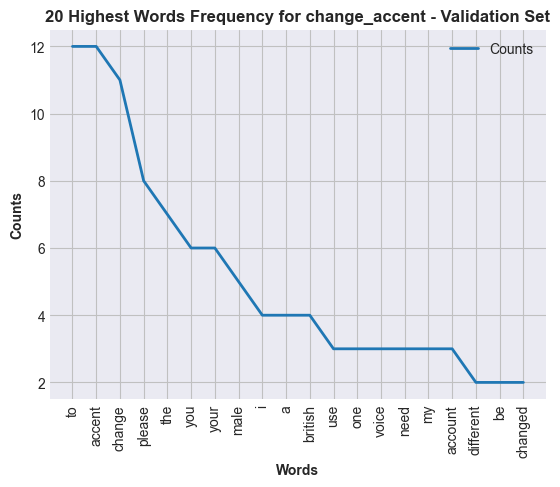 20 Highest Words Frequency for change_accent - Validation Set
Counts
12
10
8
6
4
2
Counts
to
accent
change
please
the
you
your
male
i
a
british
use
one
voice
need
my
account
different
be
changed
Words